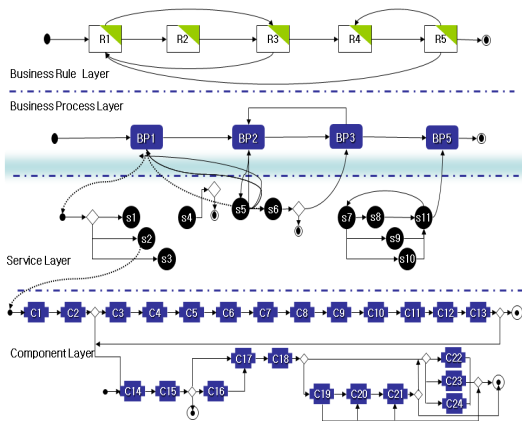 R1 R2 R3 R4 R5
Business Rule Layer
Business Process Layer
BP1 BP2 BP3 BP5
s1 s4 s5 s6 s7 s8 s11
s2 s9
s3 s10
Service Layer
C1 C2 C3 C4 C5 C6 C7 C8 C9 C10 C11 C12 C13
Component Layer
C17 C18 C22
C14 C15 C16 C19 C20 C21 C23
C24